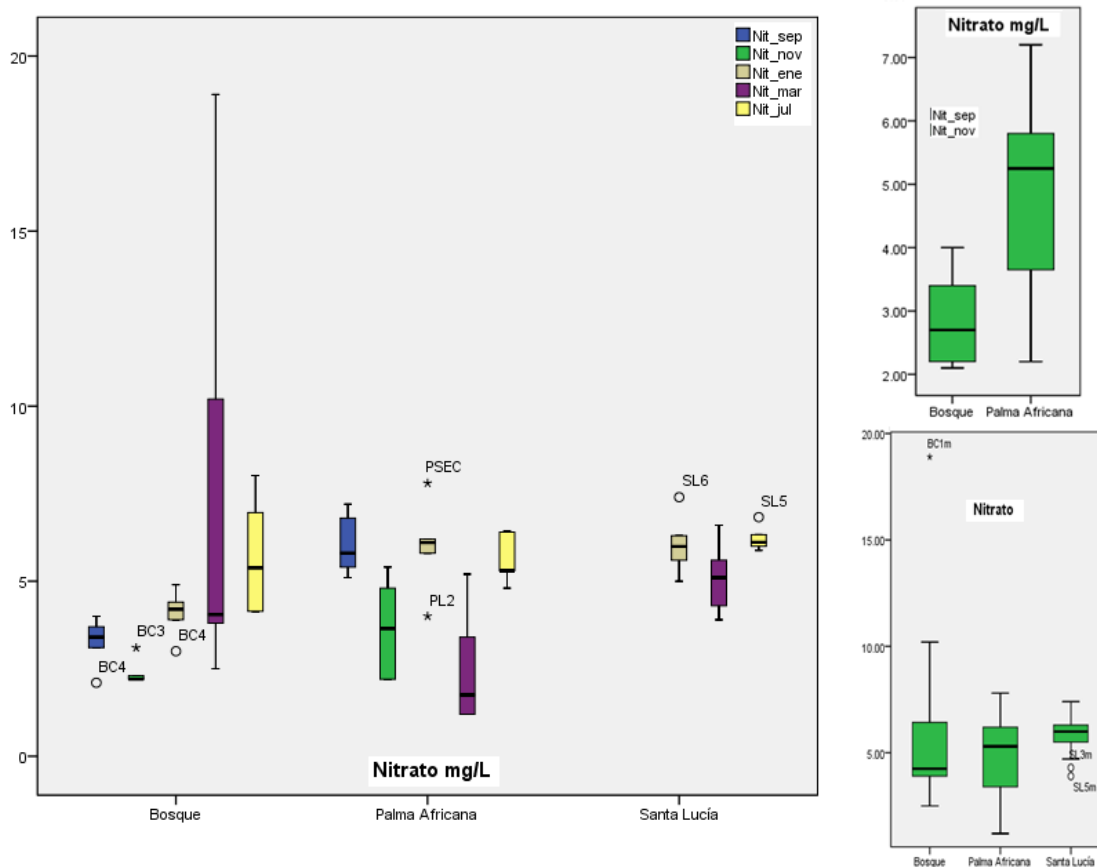 20
15
10
5
0
Nit_sep
Nit_nov
Nit_ene
Nit_mar
Nit_jul
BC4
BC3
BC4
PSEC
PL2
SL6
SL5
Nitrato mg/L
Bosque
Palma Africana
Santa Lucía
Nitrato mg/L
7.00
6.00
5.00
4.00
3.00
2.00
Nit_sep
Nit_nov
Bosque
Palma Africana
20.00
15.00
10.00
5.00
BC1m
Nitrato
SL3m
SL5m
Bosque
Palma Africana
Santa Lucía